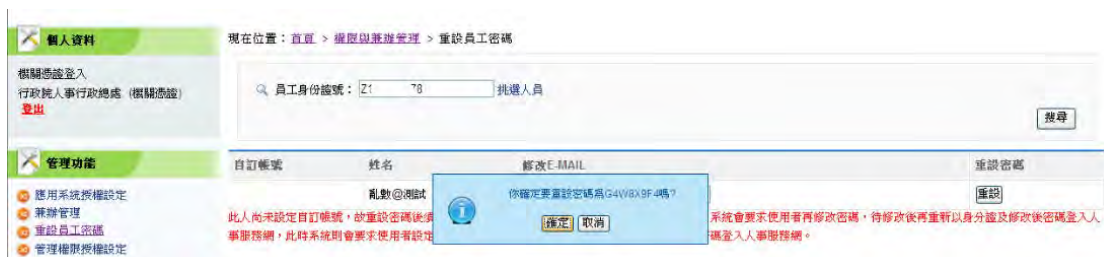 個人資料
現在位置：首頁 > 權限與兼辦管理 > 重設員工密碼
機關憑證登入
行政院人事行政總處 (機關憑證)
登出
員工身份證號： Z1 78 挑選人員
搜尋
管理功能
自訂帳號 姓名 修改E-MAIL 重設密碼
應用系統授權設定
兼辦管理
重設員工密碼
管理權限授權設定
亂數@測試 重設
你確定要重設密碼為G4W8X9F4嗎?
確定 取消
此人尚未設定自訂帳號，故重設密碼後須 系統會要求使用者再修改密碼，待修改後再重新以身分證及修改後密碼登入人
事服務網，此時系統則會要求使用者設定 碼登入人事服務網。